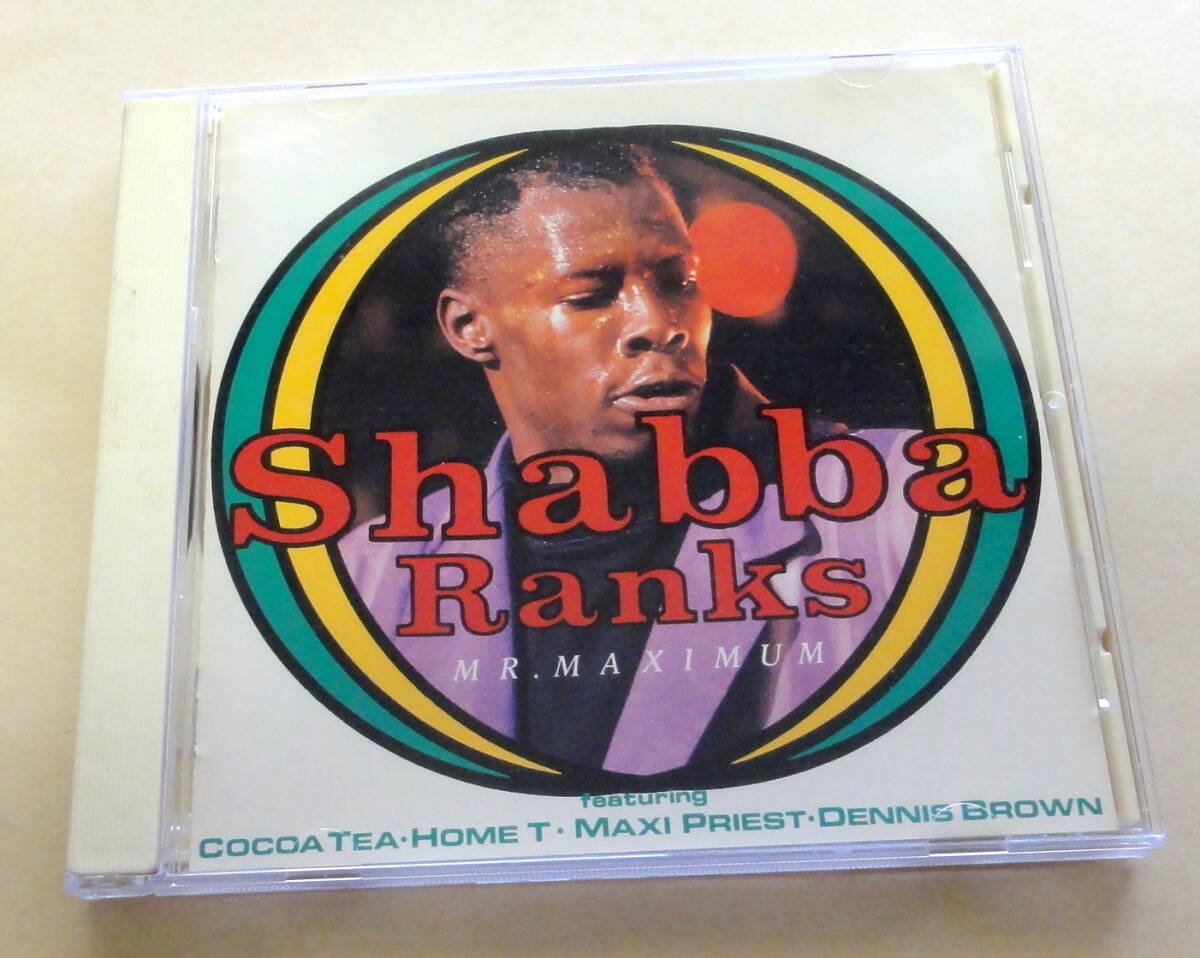 Shabba
Ranks
MR. MAXIMUM
featuring
COCOA TEA • HOME T • MAXI PRIEST • DENNIS BROWN